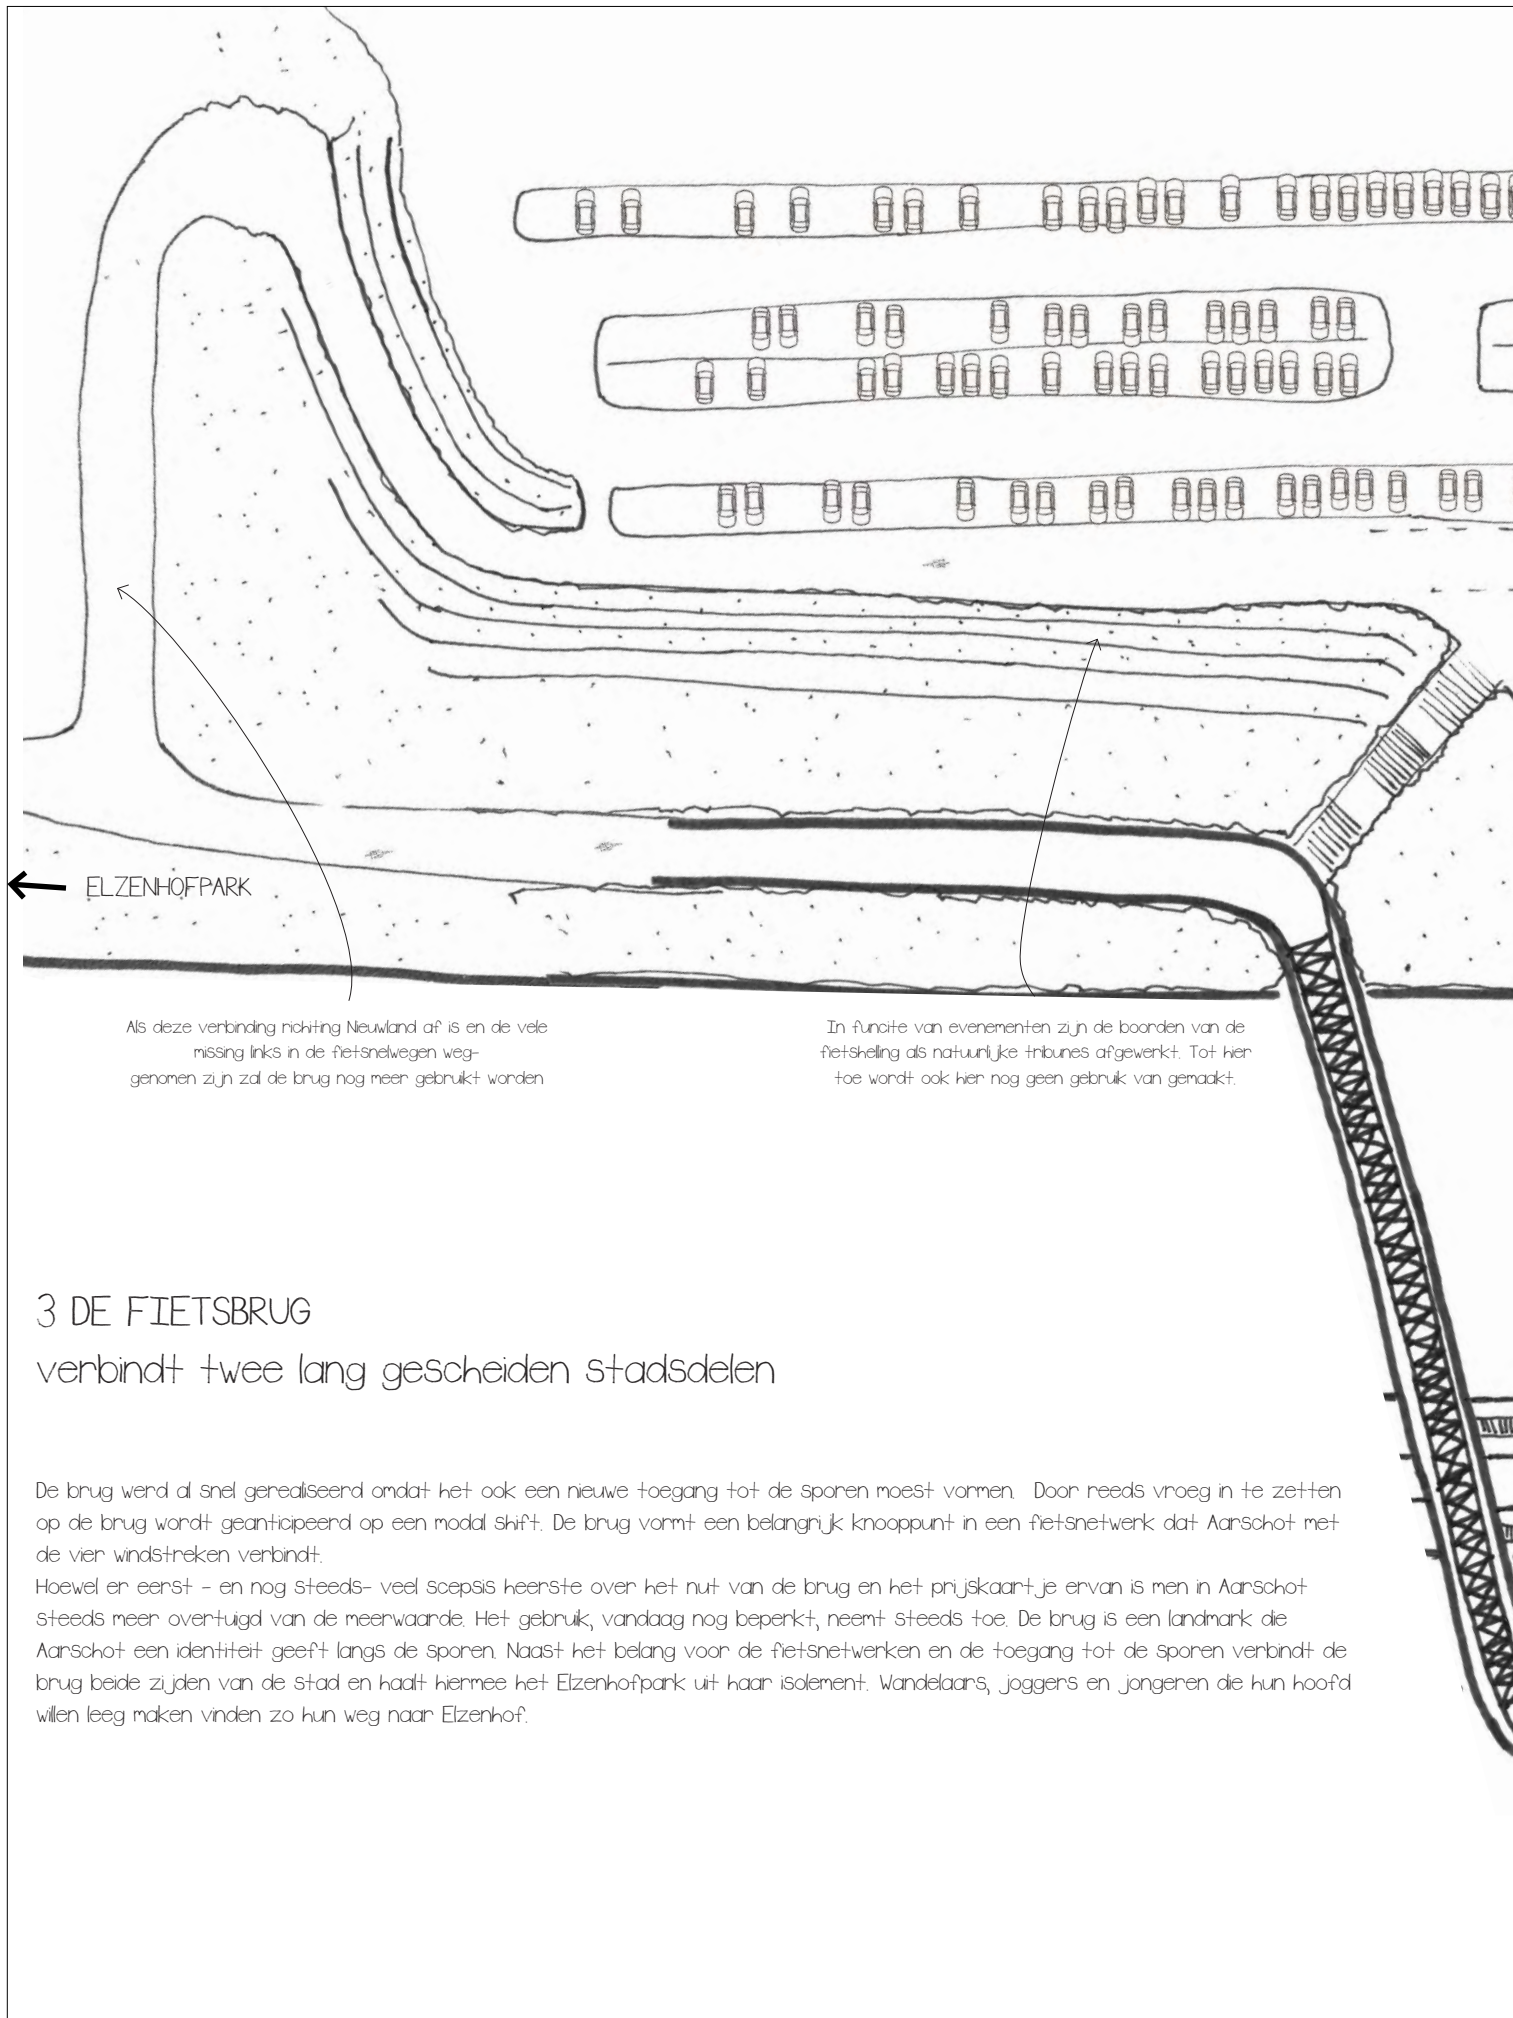 ELZENHOFPARK
Als deze verbinding richiting Nieuwland af is en de vele
missing links in de fietsnelwegen weg-
genomen zijn zal de brug nog meer gebruikt worden
In funcite van evenementen zijn de boorden van de
fietshelling als natuurlijke tribunes afgewerkt. Tot hier
toe wordt ook hier nog geen gebruik van gemaakt.
3 DE FIETSBRUG
verbindt twee lang gescheiden stadsdelen
De brug werd al snel gerealiseerd omdat het ook een nieuwe toegang tot de sporen moest vormen.  Door reeds vroeg in te zetten
op de brug wordt geanticipeerd op een modal shift. De brug vormt een belangrijk knooppunt in een fietsnetwerk dat Aarschot met
de vier windstreken verbindt.
Hoewel er eerst - en nog steeds- veel scepsis heerste over het nut van de brug en het prijskaartje ervan is men in Aarschot
steeds meer overtuigd van de meerwaarde. Het gebruik, vandaag nog beperkt, neemt steeds toe. De brug is een landmark die
Aarschot een identiteit geeft langs de sporen. Naast het belang voor de fietsnetwerken en de toegang tot de sporen verbindt de
brug beide zijden van de stad en haalt hiermee het Elzenhofpark uit haar isolement. Wandelaars, joggers en jongeren die hun hoofd
willen leeg maken vinden zo hun weg naar Elzenhof.